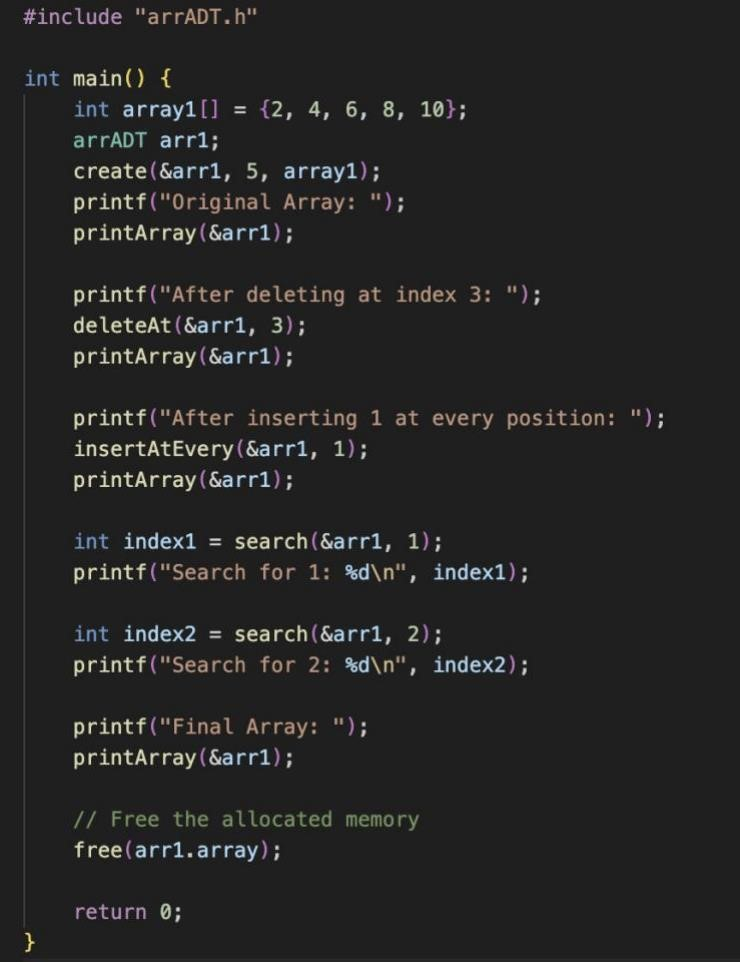 #include "arrADT.h"
int main() {
int array1[] = {2, 4, 6, 8, 10};
arrADT arr1;
create(&arr1, 5, array1);
printf("Original Array: ");
printArray(&arr1);
printf("After deleting at index 3: ");
deleteAt(&arr1, 3);
printArray(&arr1);
printf("After inserting 1 at every position: ");
insertAtEvery(&arr1, 1);
printArray(&arr1);
int index1 = search(&arr1, 1);
printf("Search for 1: %d\n", index1);
int index2 = search(&arr1, 2);
printf("Search for 2: %d\n", index2);
printf("Final Array: ");
printArray(&arr1);
// Free the allocated memory
free(arr1.array);
return 0;
}